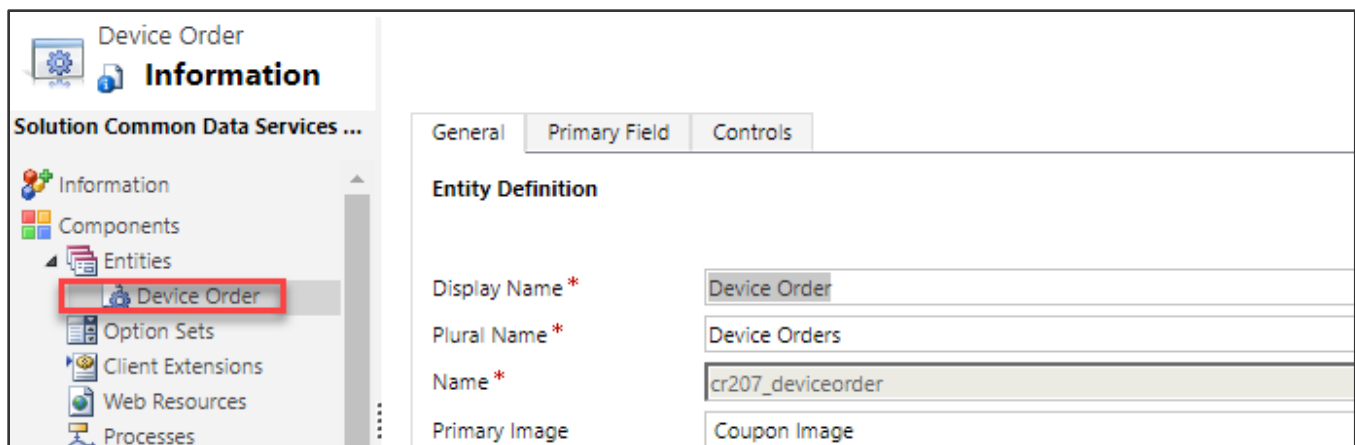 Device Order
Information
Solution Common Data Services ...
Information
Components
Entities
Device Order
Option Sets
Client Extensions
Web Resources
Processes
General Primary Field Controls
Entity Definition
Display Name * Device Order
Plural Name * Device Orders
Name * cr207_deviceorder
Primary Image Coupon Image